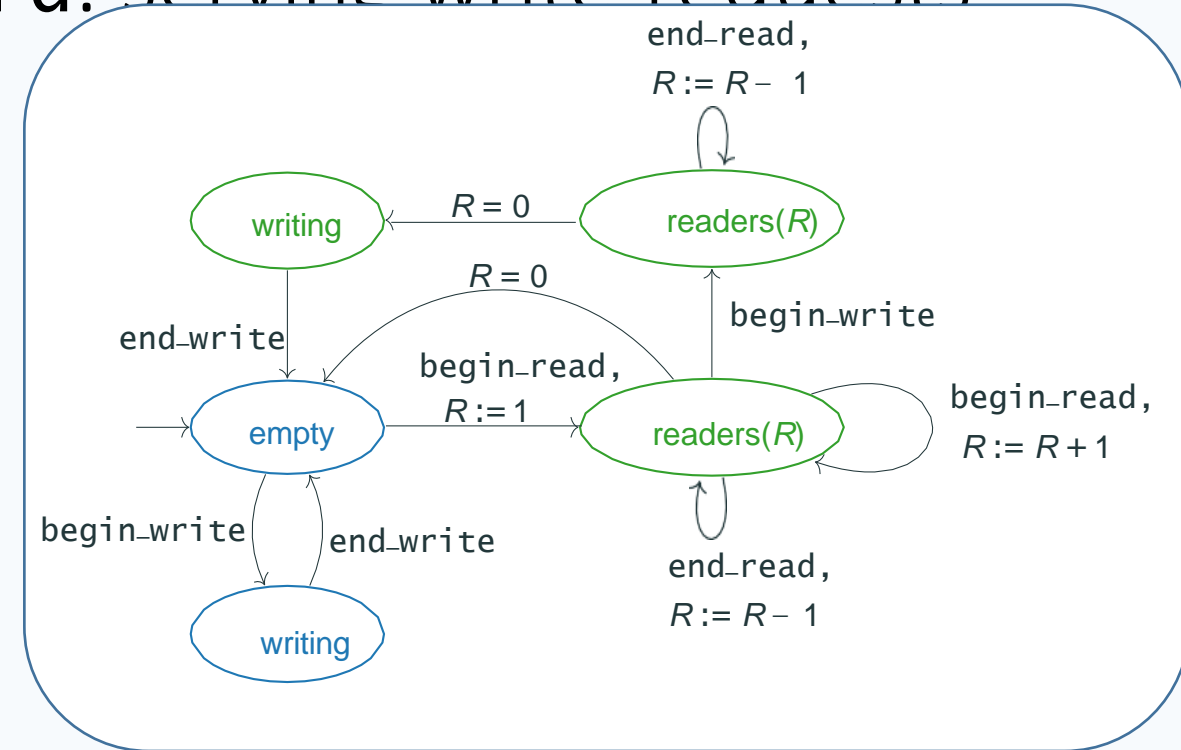 end_read,
R := R − 1
writing
R = 0
readers(R)
R = 0
end_write
begin_write
begin_read,
R := 1
empty
readers(R)
begin_read,
R := R + 1
begin_write
end_write
end_read,
R := R − 1
writing